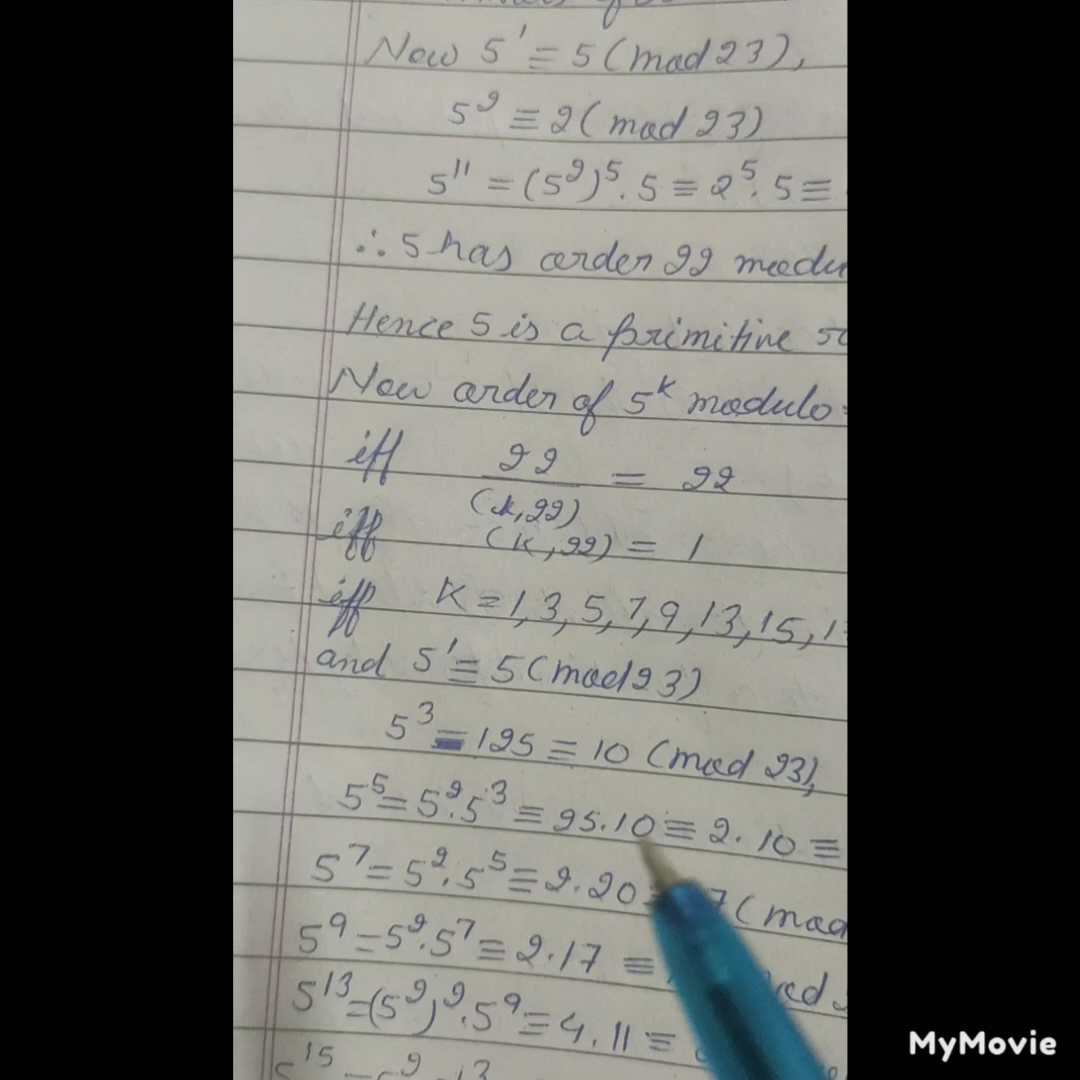 Now 5¹ ≡ 5 (mod 23),
5² ≡ 2 (mod 23)
5¹¹ = (5²)⁵ . 5 ≡ 2⁵ . 5 ≡
∴ 5 has order 22 modu
Hence 5 is a primitive
Now order of 5ᵏ modulo
iff 22/(k,22) = 22
iff (k,22) = 1
iff K = 1, 3, 5, 7, 9, 13, 15, 1
and 5¹ ≡ 5 (mod 23)
5³ = 125 ≡ 10 (mod 23),
5⁵ = 5² . 5³ ≡ 25 . 10 ≡ 2 . 10 ≡
5⁷ = 5² . 5⁵ ≡ 2 . 20 7 (mod
5⁹ = 5² . 5⁷ ≡ 2 . 17 ≡
5¹³ = (5²)² . 5⁹ ≡ 4 . 11 ≡
MyMovie